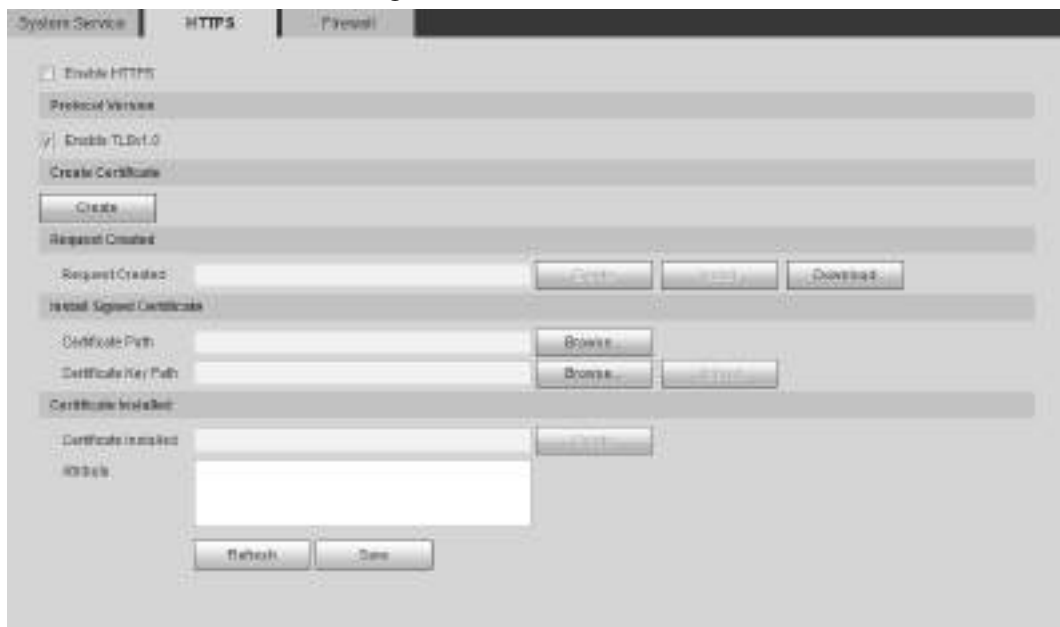 System Service HTTPS Firewall
Enable HTTPS
Protocol Version
Enable TLSv1.0
Create Certificate
Create
Request Created
Request Created Download
Install Signed Certificate
Certificate Path Browse...
Certificate Key Path Browse...
Certificate Installed
Certificate Installed
Refresh Save